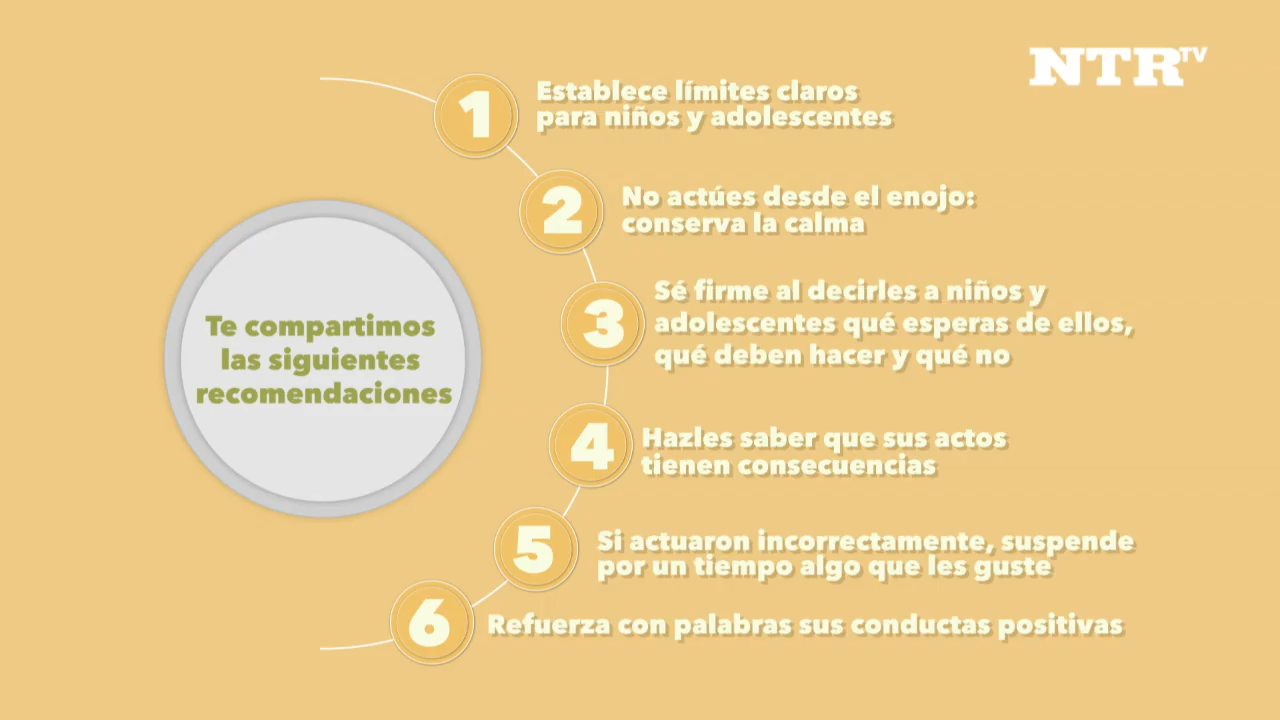 NTR TV
Te compartimos
las siguientes
recomendaciones
1
Establece límites claros
para niños y adolescentes
2
No actúes desde el enojo:
conserva la calma
3
Sé firme al decirles a niños y
adolescentes qué esperas de ellos,
qué deben hacer y qué no
4
Hazles saber que sus actos
tienen consecuencias
5
Si actuaron incorrectamente, suspende
por un tiempo algo que les guste
6
Refuerza con palabras sus conductas positivas